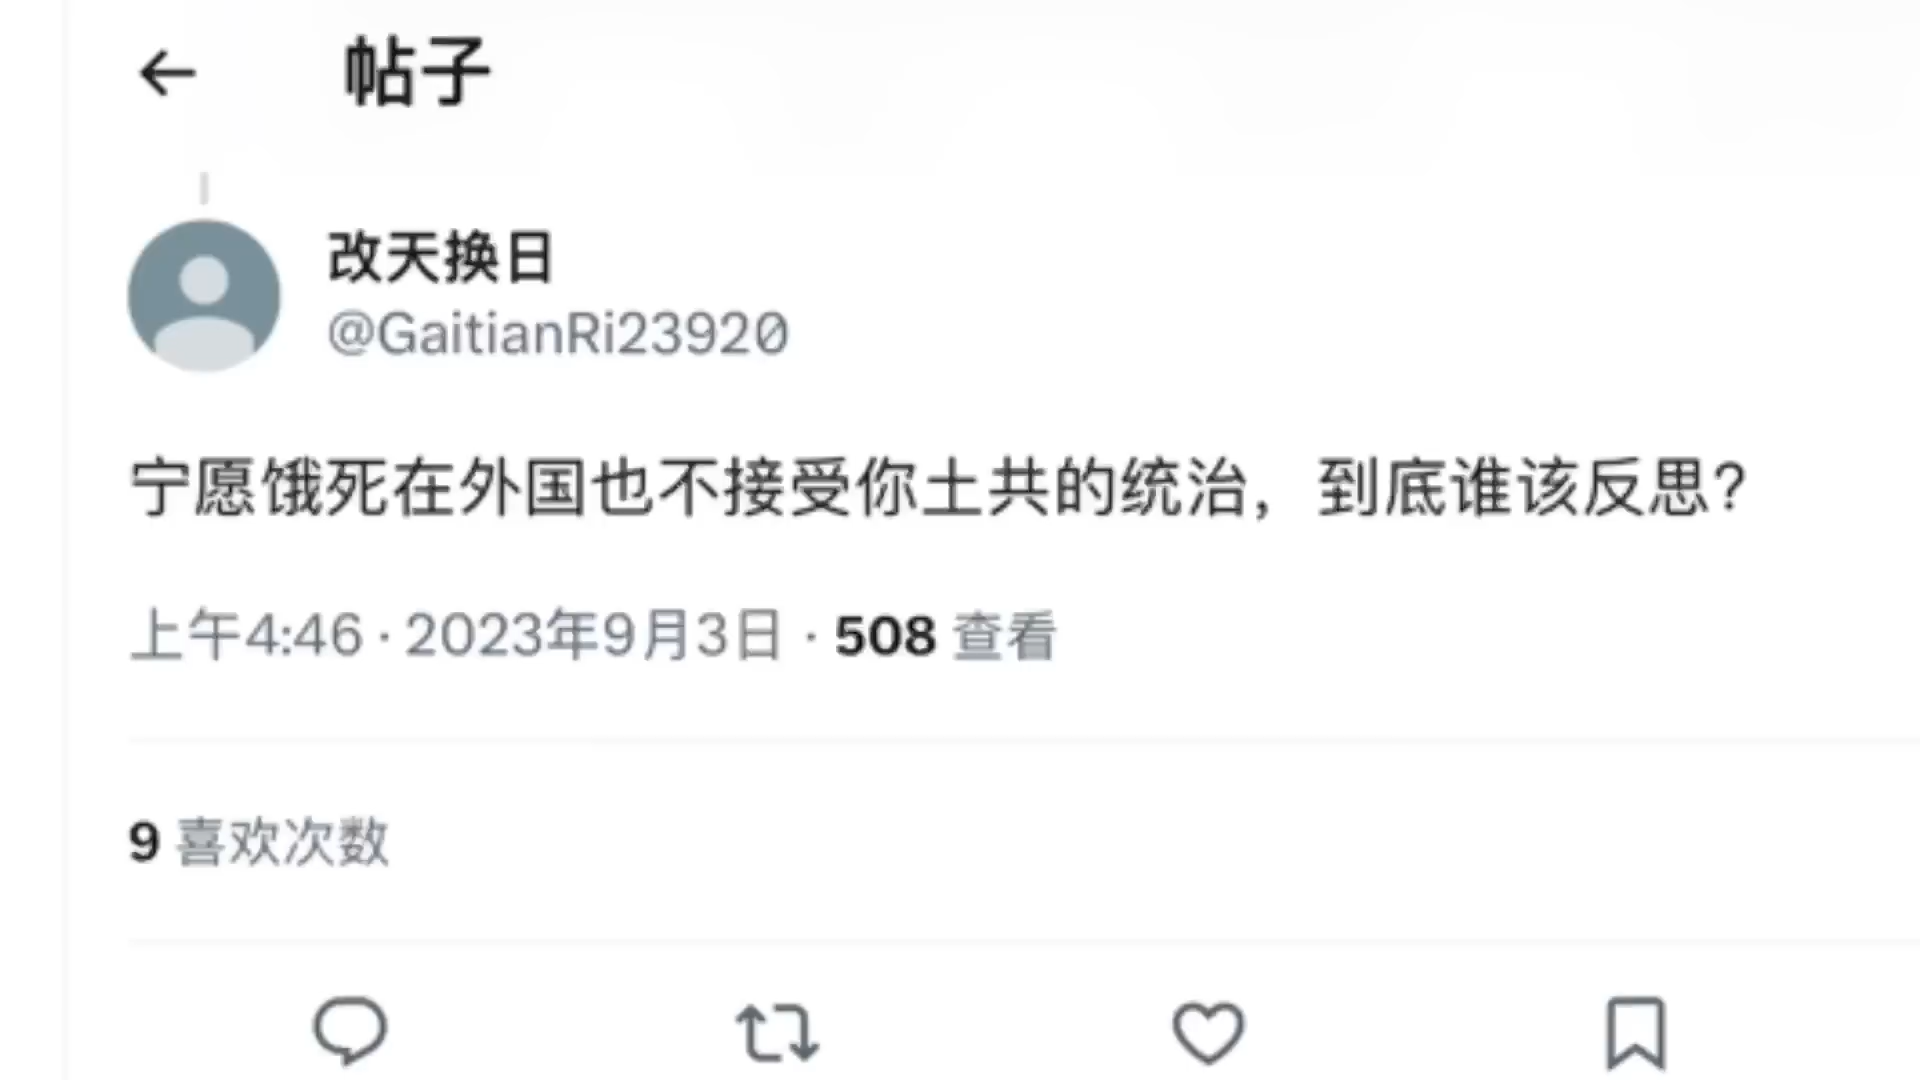 帖子
改天换日
@GaitianRi23920
宁愿饿死在外国也不接受你土共的统治，到底谁该反思？
上午4:46 · 2023年9月3日 · 508 查看
9 喜欢次数